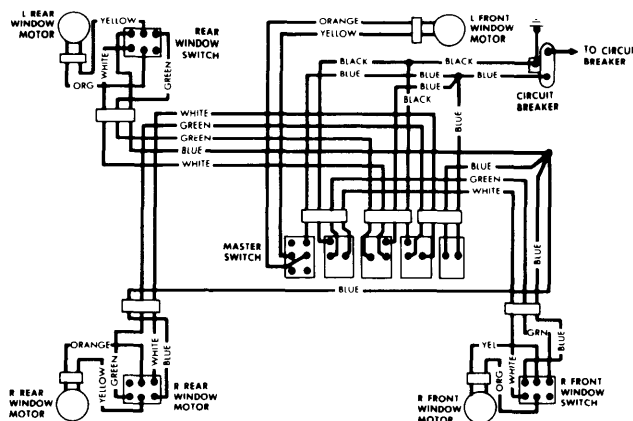 L REAR
WINDOW
MOTOR
YELLOW
REAR
WINDOW
SWITCH
ORANGE
YELLOW
L FRONT
WINDOW
MOTOR
TO CIRCUIT
BREAKER
CIRCUIT
BREAKER
WHITE
ORG
GREEN
BLACK
BLACK
BLUE
BLUE
BLUE
BLUE
BLACK
BLUE
WHITE
GREEN
GREEN
BLUE
WHITE
BLUE
GREEN
WHITE
MASTER
SWITCH
BLUE
BLUE
ORANGE
YELLOW
GREEN
WHITE
BLUE
R REAR
WINDOW
MOTOR
R REAR
WINDOW
MOTOR
YEL
ORG
WHITE
GRN
BLUE
R FRONT
WINDOW
MOTOR
R FRONT
WINDOW
SWITCH